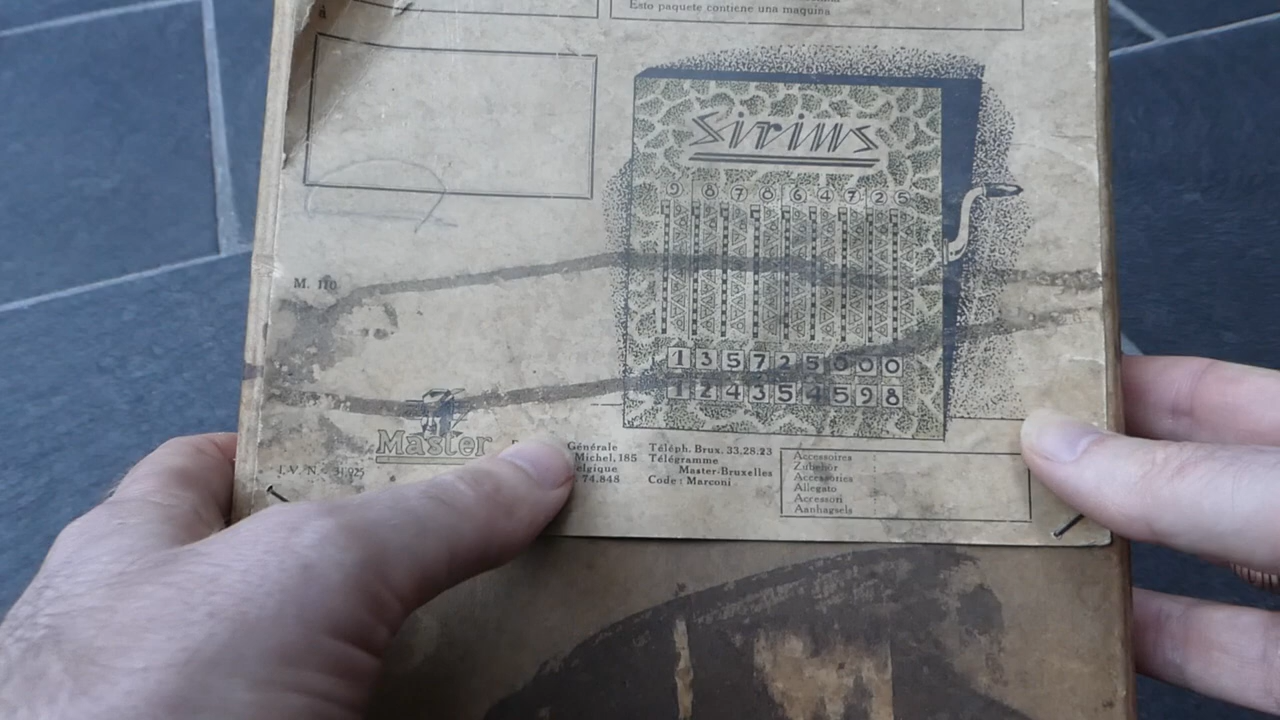 à
Esto paquete contiene una maquina
Sirius
9 8 7 6 6 4 7 2 5
1 3 5 7 2 5 0 0 0
1 2 4 3 5 4 5 9 8
M. 110
Master
I.V.N.
Générale
Michel, 185
elgique
74.848
Téléph. Brux. 33.28.23
Télégramme
Master-Bruxelles
Code : Marconi
Accessoires :
Zubehör :
Accessories :
Allegato :
Accessori :
Aanhagsels :